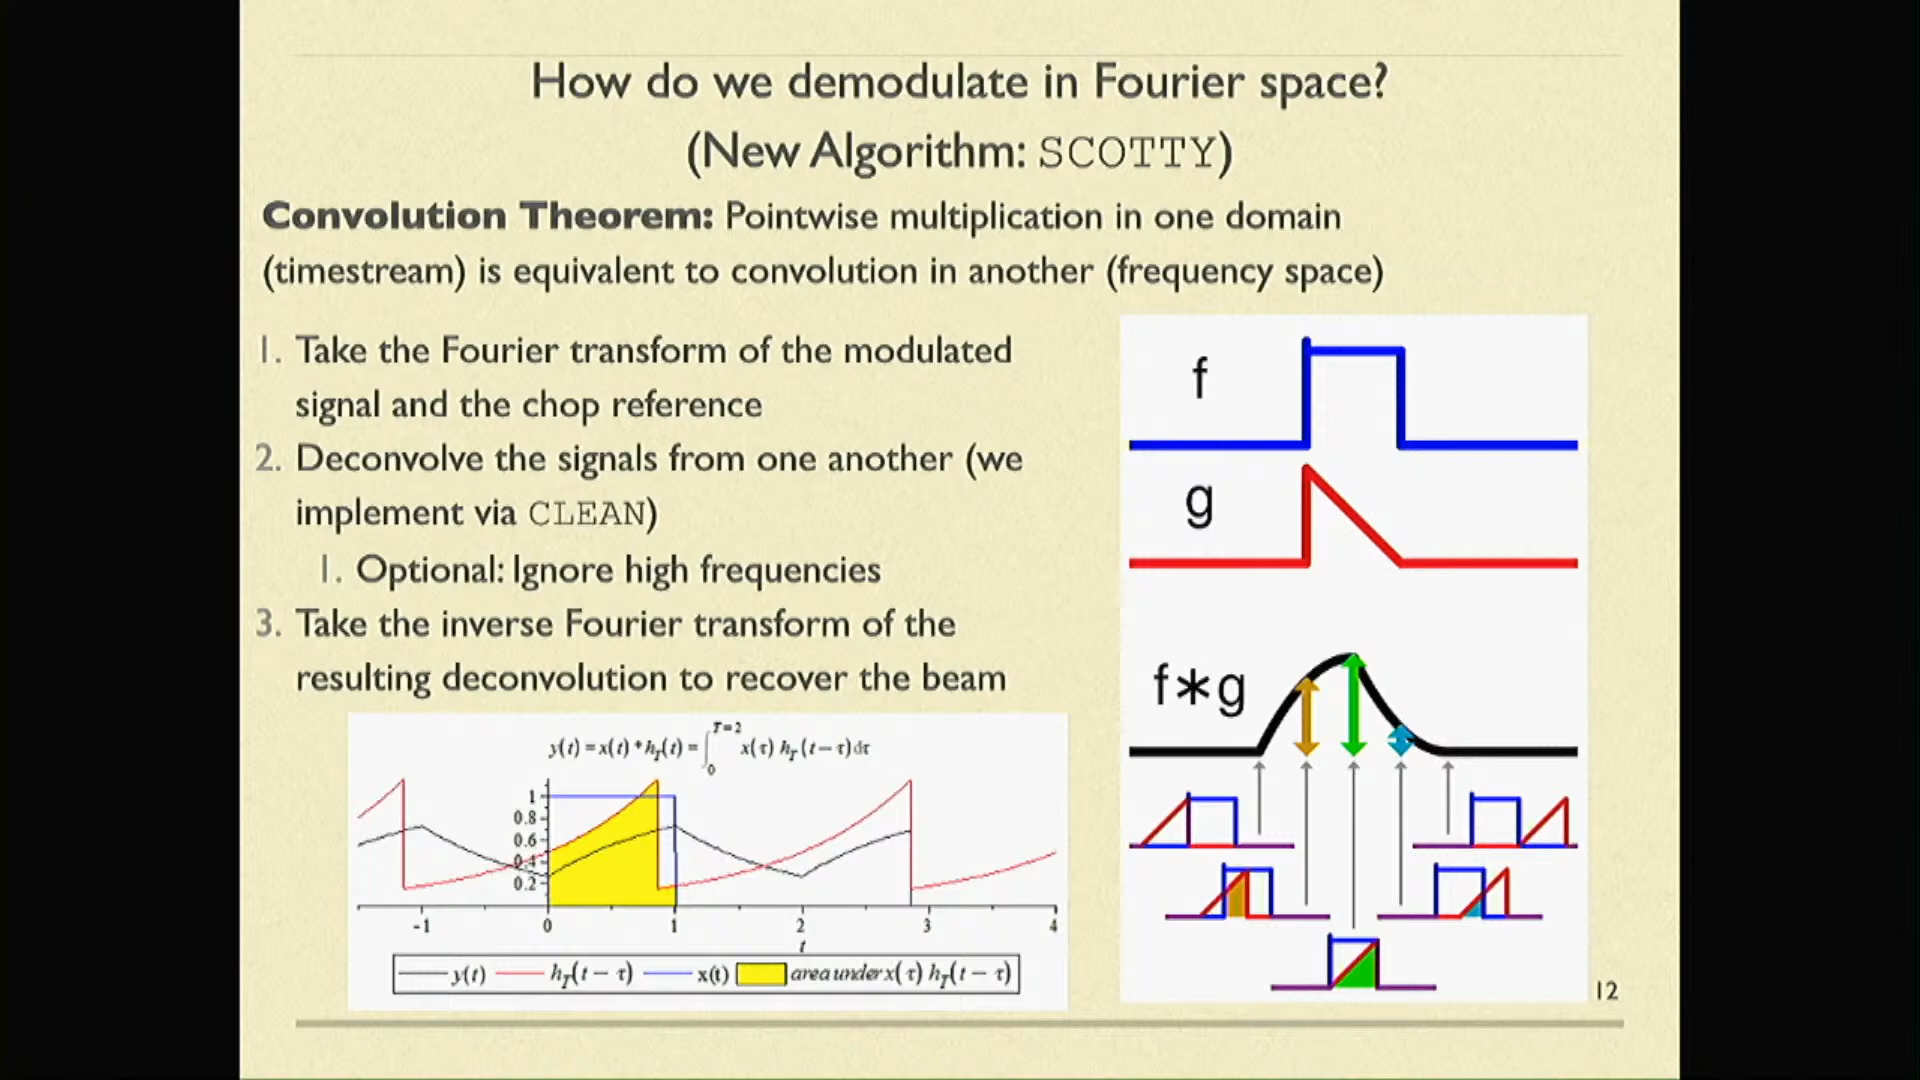 How do we demodulate in Fourier space?
(New Algorithm: SCOTTY)
Convolution Theorem: Pointwise multiplication in one domain
(timestream) is equivalent to convolution in another (frequency space)
1. Take the Fourier transform of the modulated
signal and the chop reference
2. Deconvolve the signals from one another (we
implement via CLEAN)
1. Optional: Ignore high frequencies
3. Take the inverse Fourier transform of the
resulting deconvolution to recover the beam
y(t) = x(t) * h_T(t) = ∫_0^{T=2} x(τ) h_T(t − τ) dτ
1
0.8
0.6
0.4
0.2
-1 0 1 2 3 4
t
y(t) h_T(t − τ) x(t) area under x(τ) h_T(t − τ)
f
g
f∗g
12